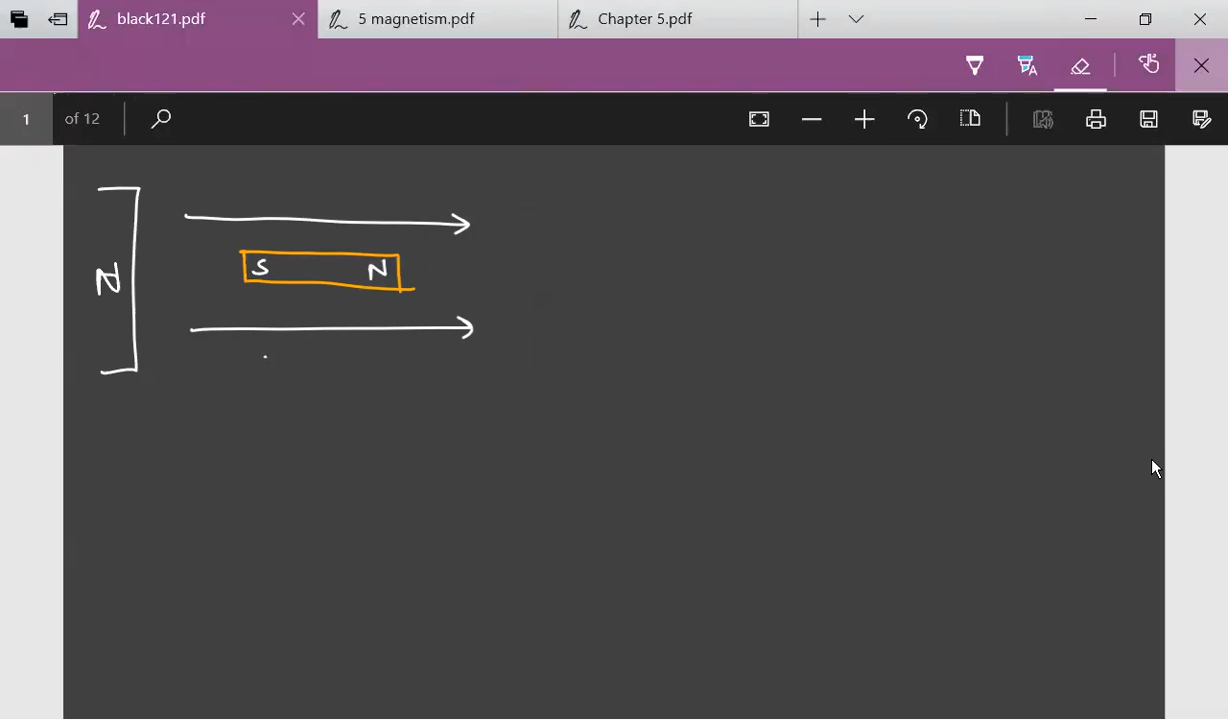 black121.pdf
5 magnetism.pdf
Chapter 5.pdf
1 of 12
S N
N